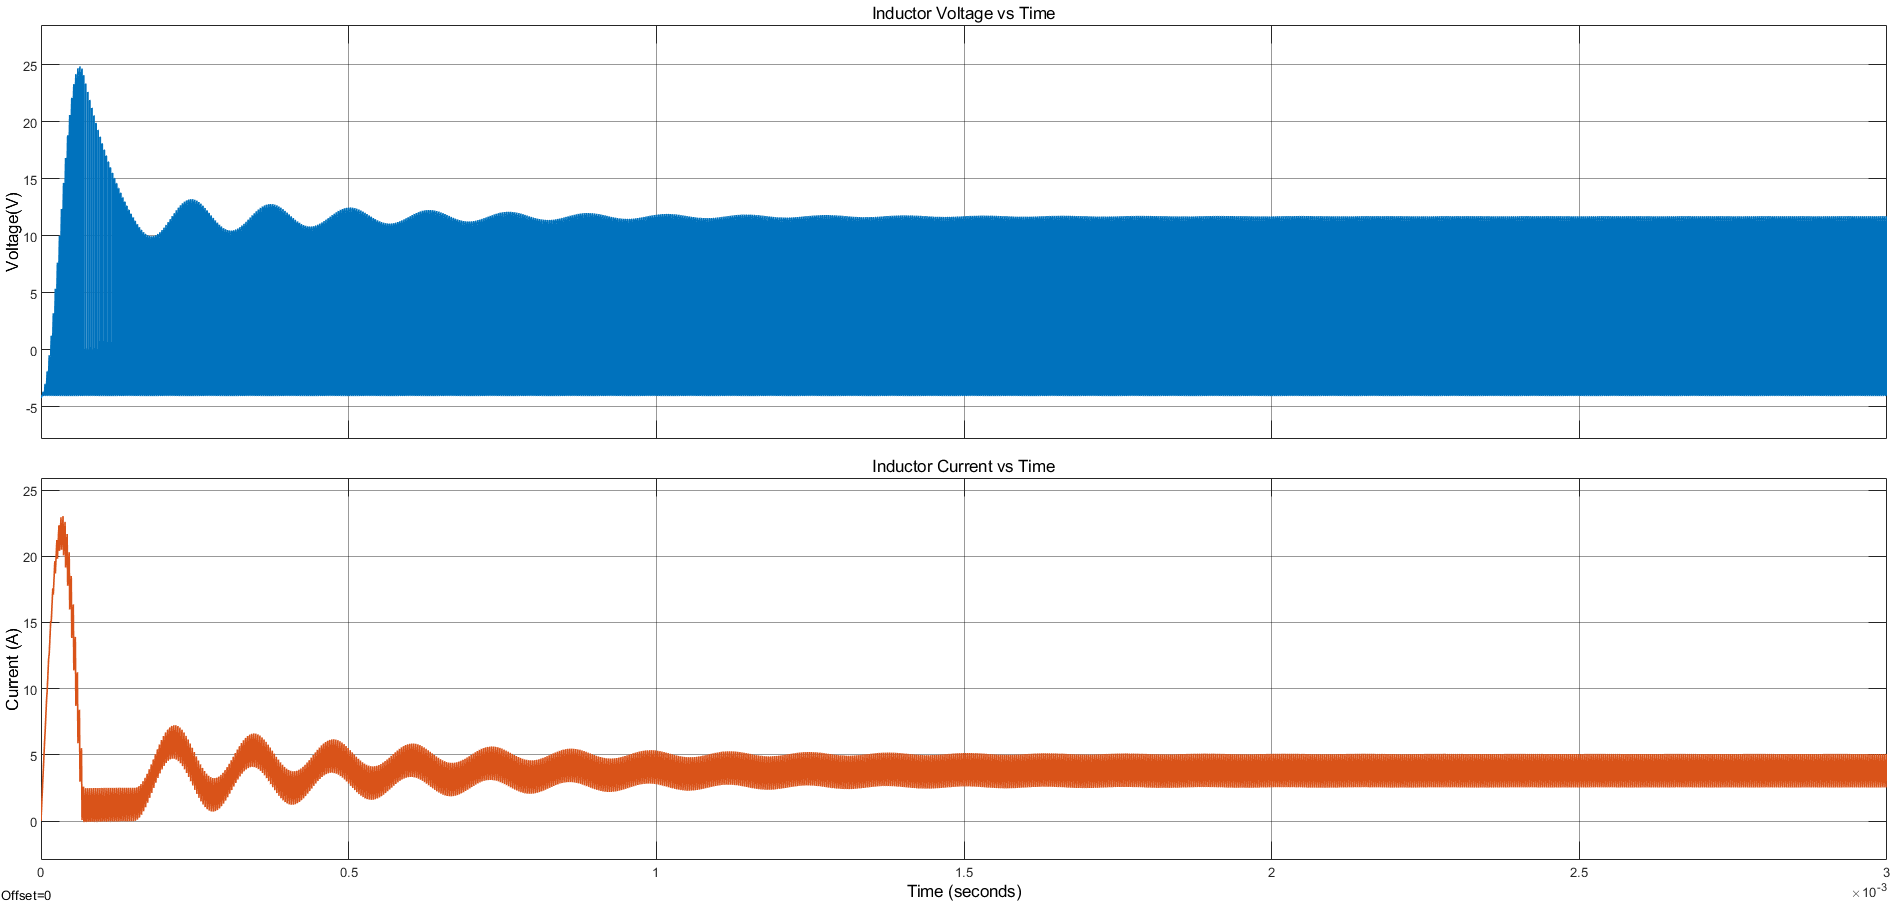 Inductor Voltage vs Time
25
20
15
10
5
0
-5
Voltage(V)
Inductor Current vs Time
25
20
15
10
5
0
Current (A)
0 0.5 1 1.5 2 2.5 3
Time (seconds)
×10-3
Offset=0